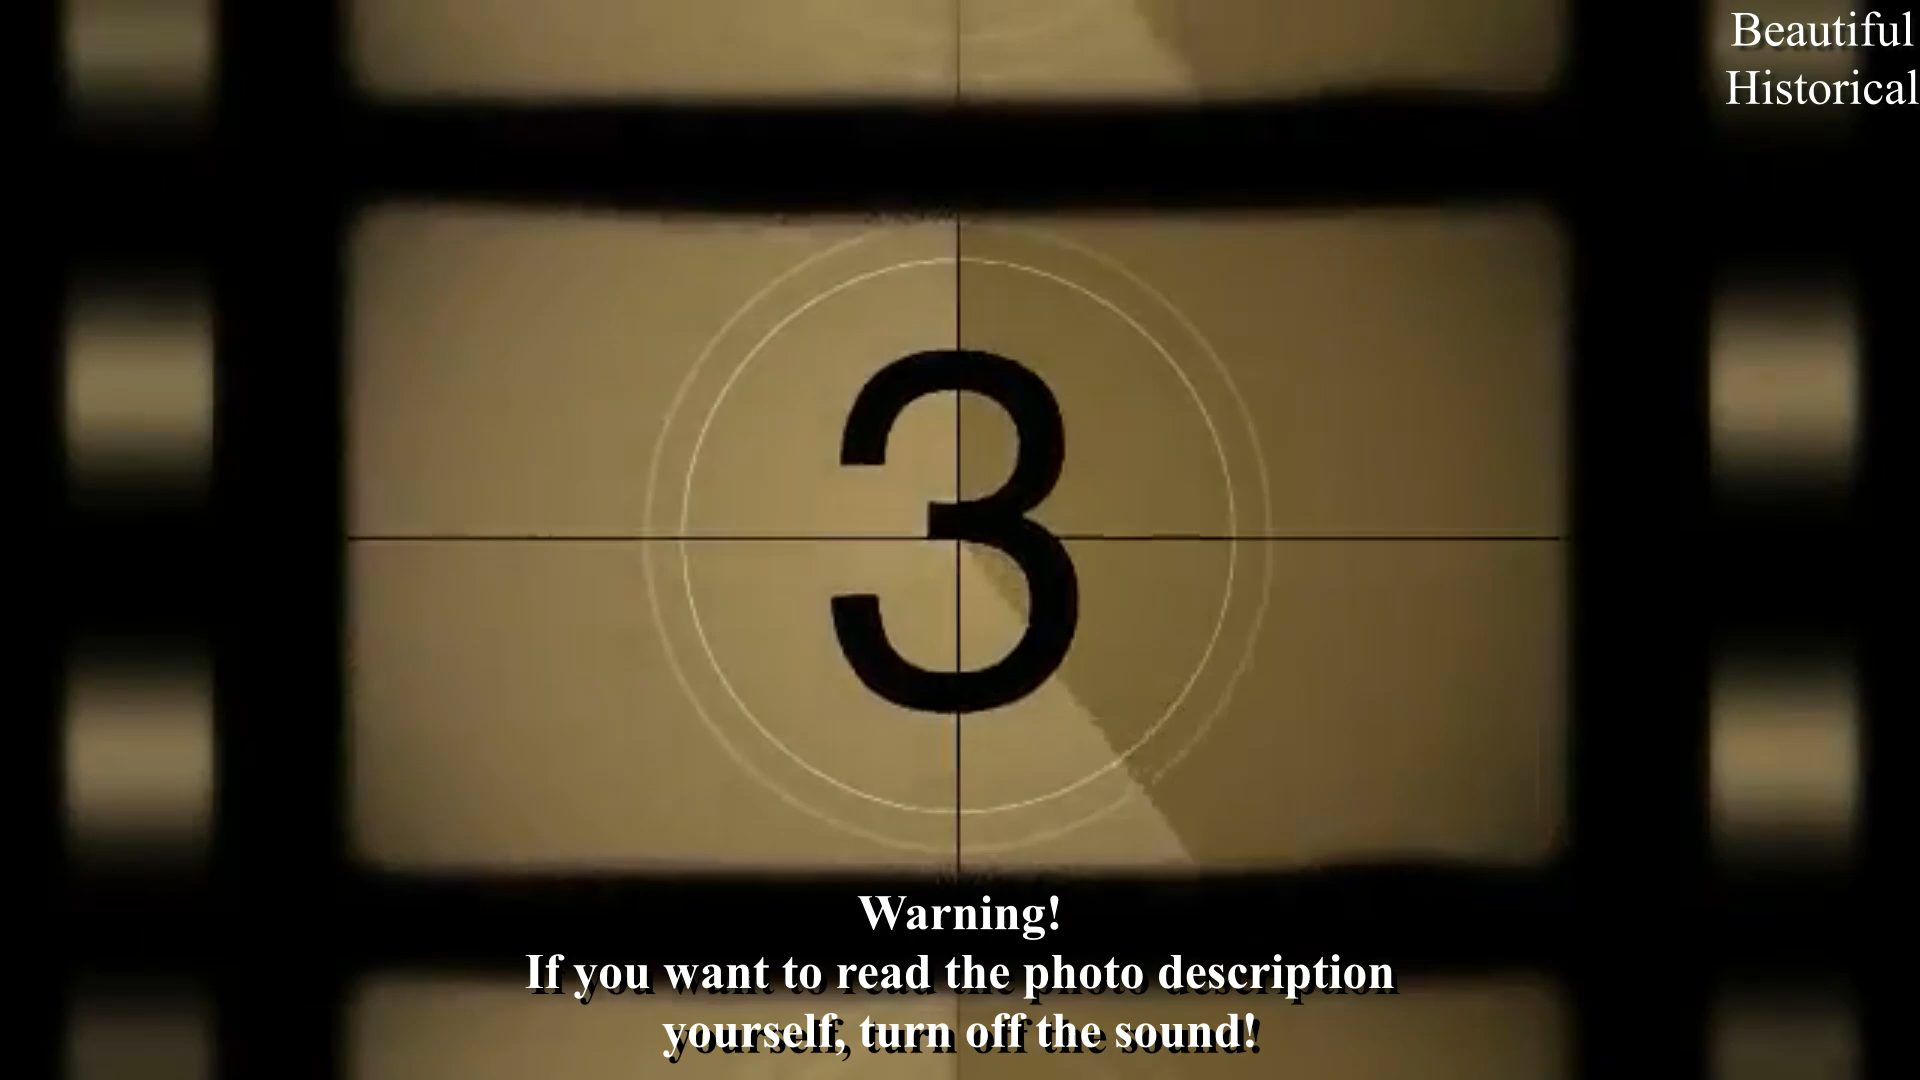 Beautiful
Historical
3
Warning!
If you want to read the photo description
yourself, turn off the sound!